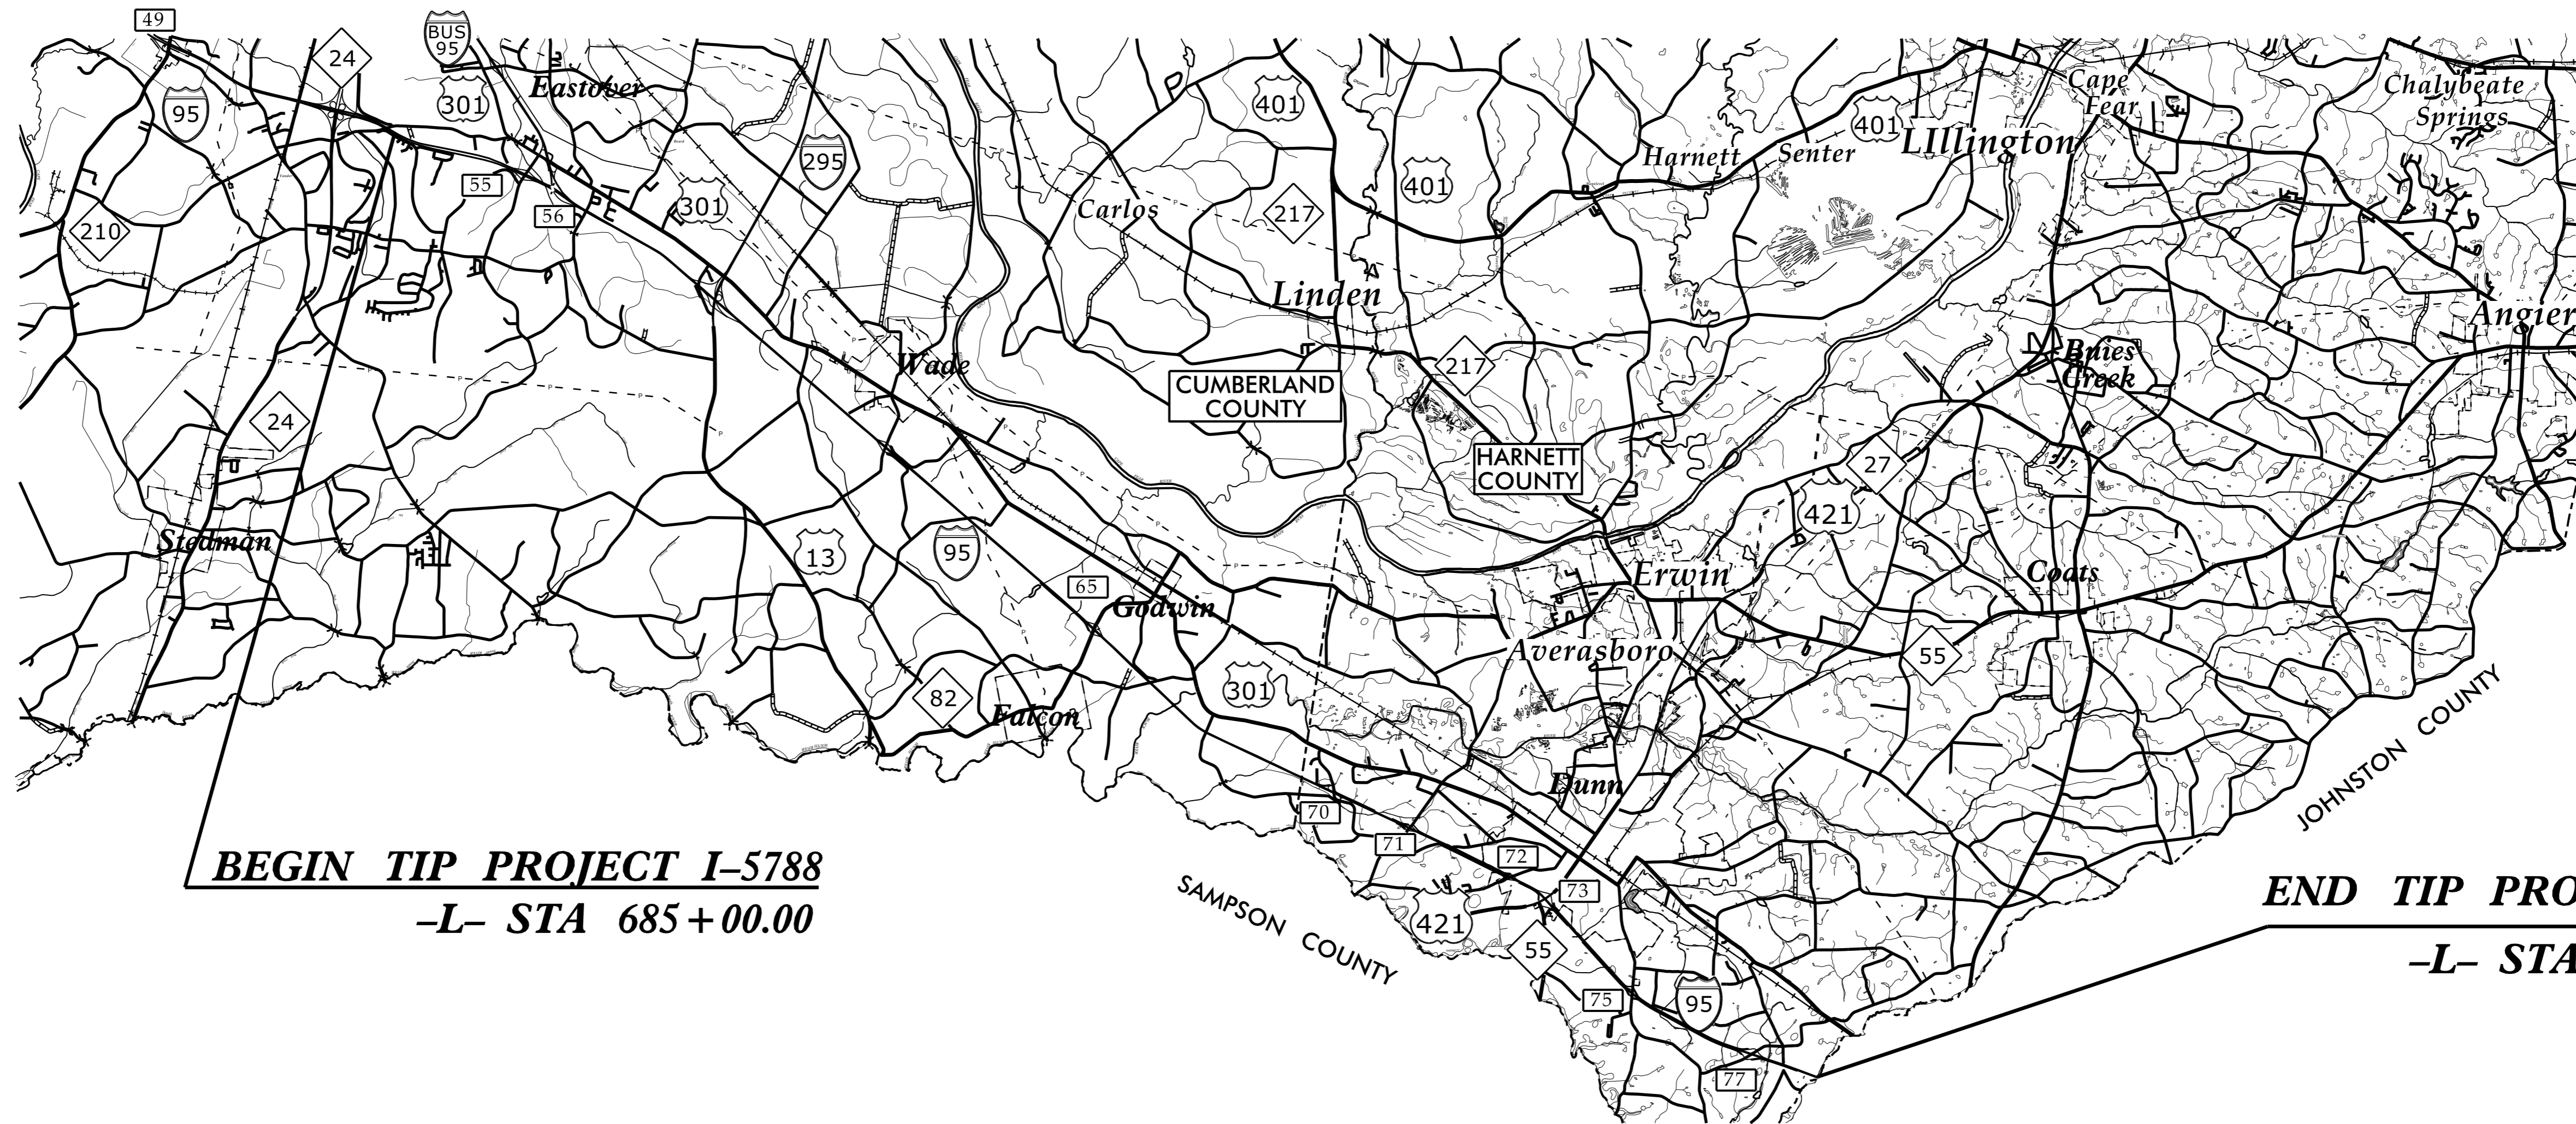 49
24
BUS
95
Eastover
301
95
401
401
Cape
Fear
Chalybeate
Springs
LIllington
Harnett
Senter
295
401
55
56
301
210
Carlos
217
Linden
Angier
Wade
217
Buies
Creek
CUMBERLAND
COUNTY
24
HARNETT
COUNTY
27
421
Stedman
13
95
65
Godwin
Erwin
Coats
Averasboro
55
301
82
Falcon
JOHNSTON COUNTY
Dunn
70
71
72
73
BEGIN TIP PROJECT I–5788
–L– STA 685+00.00
SAMPSON COUNTY
421
55
75
95
77
END TIP PRO
–L– STA